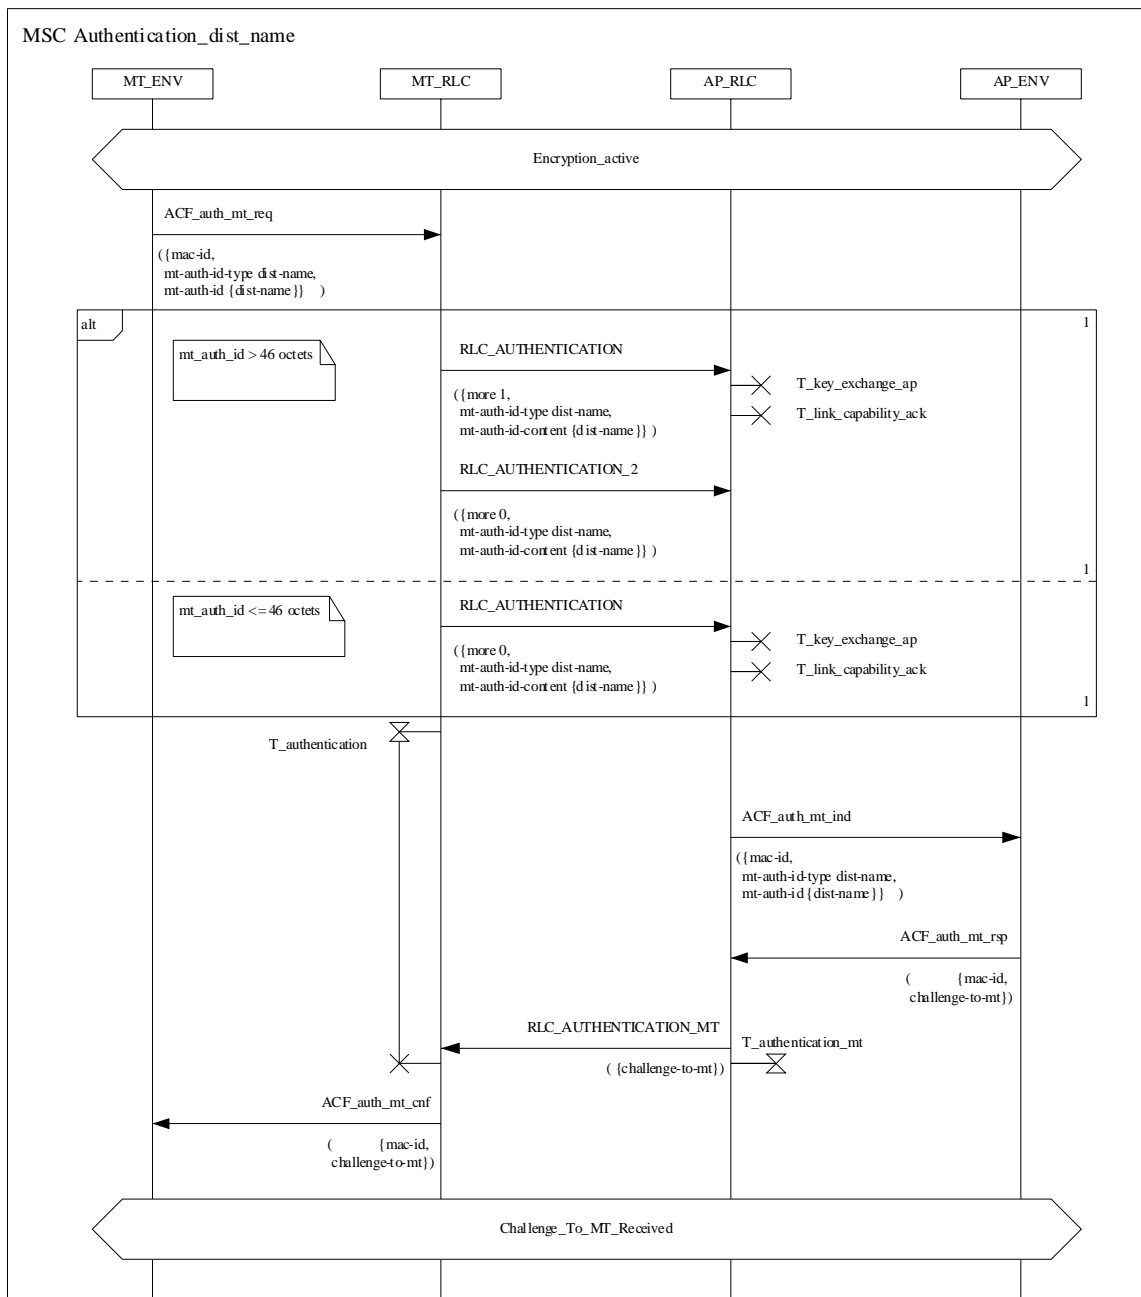 MSC Authentication_dist_name
MT_ENV
MT_RLC
AP_RLC
AP_ENV
Encryption_active
ACF_auth_mt_req
({mac-id,
mt-auth-id-type dist-name,
mt-auth-id {dist-name}} )
alt
1
mt_auth_id > 46 octets
RLC_AUTHENTICATION
T_key_exchange_ap
({more 1,
mt-auth-id-type dist-name,
mt-auth-id-content {dist-name}} )
T_link_capability_ack
RLC_AUTHENTICATION_2
({more 0,
mt-auth-id-type dist-name,
mt-auth-id-content {dist-name}} )
1
mt_auth_id <= 46 octets
RLC_AUTHENTICATION
T_key_exchange_ap
({more 0,
mt-auth-id-type dist-name,
mt-auth-id-content {dist-name}} )
T_link_capability_ack
1
T_authentication
ACF_auth_mt_ind
({mac-id,
mt-auth-id-type dist-name,
mt-auth-id {dist-name}} )
ACF_auth_mt_rsp
( {mac-id,
challenge-to-mt})
RLC_AUTHENTICATION_MT
T_authentication_mt
( {challenge-to-mt})
ACF_auth_mt_cnf
( {mac-id,
challenge-to-mt})
Challenge_To_MT_Received